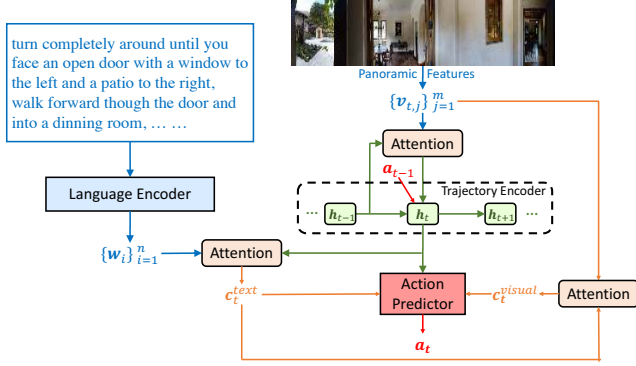 turn completely around until you
face an open door with a window to
the left and a patio to the right,
walk forward though the door and
into a dinning room, … …
Panoramic Features
{v_{t,j}}_{j=1}^{m}
Attention
a_{t-1}
Trajectory Encoder
Language Encoder
… h_{t-1} h_t h_{t+1} …
{w_i}_{i=1}^{n}
Attention
c_t^{text}
Action
Predictor
c_t^{visual}
Attention
a_t